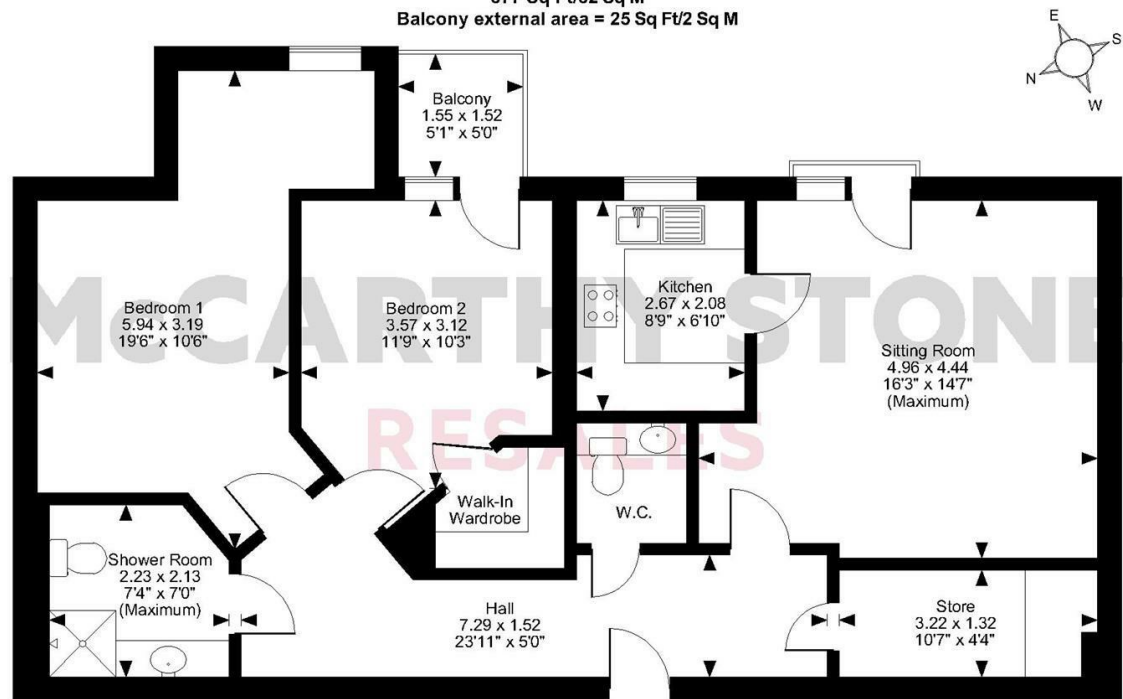 Balcony external area = 25 Sq Ft/2 Sq M
E
S
N
W
Balcony
1.55 x 1.52
5'1" x 5'0"
Bedroom 1
5.94 x 3.19
19'6" x 10'6"
Bedroom 2
3.57 x 3.12
11'9" x 10'3"
Kitchen
2.67 x 2.08
8'9" x 6'10"
Sitting Room
4.96 x 4.44
16'3" x 14'7"
(Maximum)
McCARTHY STONE
RESALES
Walk-In
Wardrobe
W.C.
Shower Room
2.23 x 2.13
7'4" x 7'0"
(Maximum)
Hall
7.29 x 1.52
23'11" x 5'0"
Store
3.22 x 1.32
10'7" x 4'4"